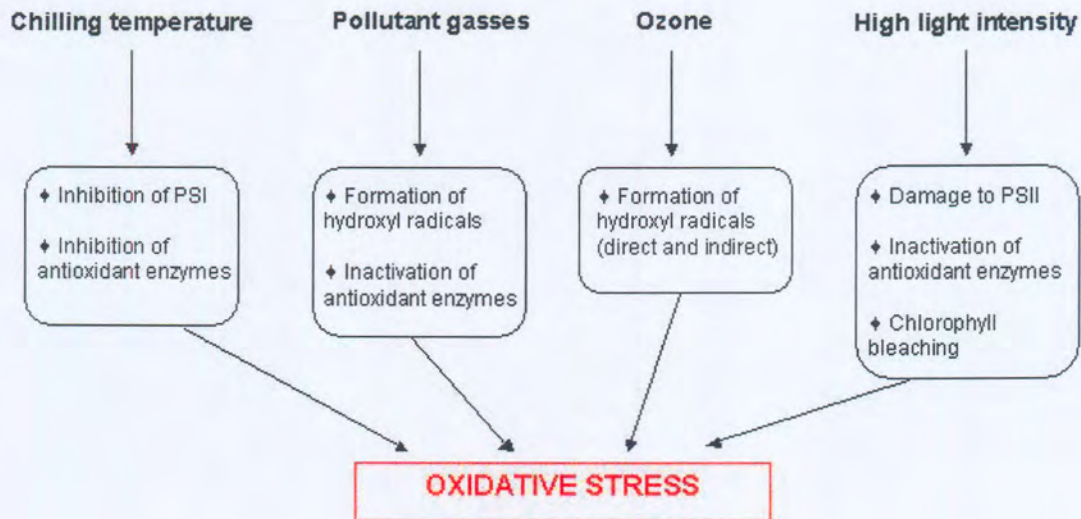 Chilling temperature
Pollutant gasses
Ozone
High light intensity
♦ Inhibition of PSI
♦ Inhibition of
antioxidant enzymes
♦ Formation of
hydroxyl radicals
♦ Inactivation of
antioxidant enzymes
♦ Formation of
hydroxyl radicals
(direct and indirect)
♦ Damage to PSII
♦ Inactivation of
antioxidant enzymes
♦ Chlorophyll
bleaching
OXIDATIVE STRESS